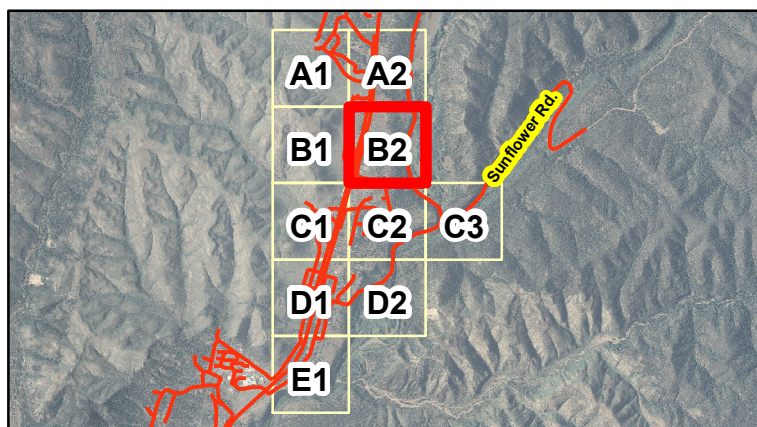 A1 A2
Sunflower Rd.
B1 B2
C1 C2 C3
D1 D2
E1